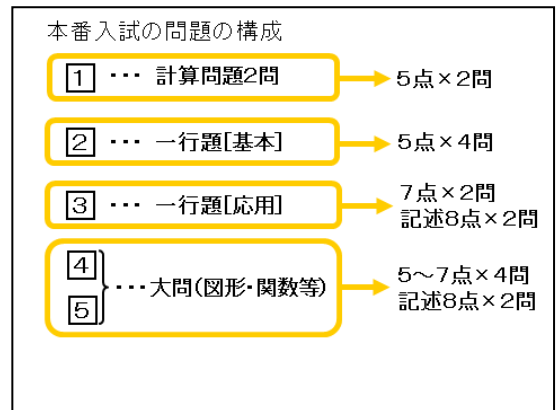 本番入試の問題の構成
1 ・・・ 計算問題2問
5点×2問
2 ・・・ 一行題[基本]
5点×4問
3 ・・・ 一行題[応用]
7点×2問
記述8点×2問
4
5
・・・大問(図形・関数等)
5～7点×4問
記述8点×2問